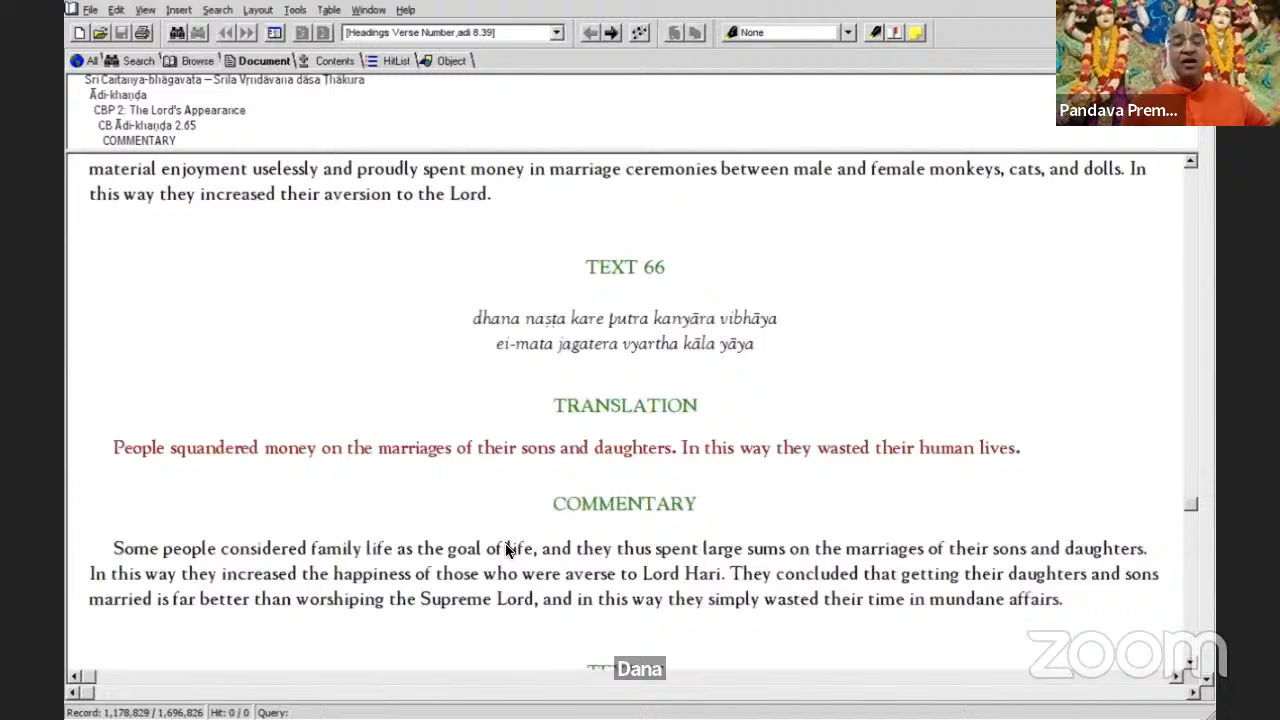 File Edit View Insert Search Layout Tools Table Window Help
[Headings Verse Number,adi 8.39] None
All Search Browse Document Contents HitList Object
Śrī Caitanya-bhāgavata – Śrīla Vṛndāvana dāsa Ṭhākura
Ādi-khaṇḍa
CBP 2: The Lord's Appearance
CB Ādi-khaṇḍa 2.65
COMMENTARY
Pandava Prem...
material enjoyment uselessly and proudly spent money in marriage ceremonies between male and female monkeys, cats, and dolls. In
this way they increased their aversion to the Lord.
TEXT 66
dhana naṣṭa kare putra kanyāra vibhāya
ei-mata jagatera vyartha kāla yāya
TRANSLATION
People squandered money on the marriages of their sons and daughters. In this way they wasted their human lives.
COMMENTARY
Some people considered family life as the goal of life, and they thus spent large sums on the marriages of their sons and daughters.
In this way they increased the happiness of those who were averse to Lord Hari. They concluded that getting their daughters and sons
married is far better than worshiping the Supreme Lord, and in this way they simply wasted their time in mundane affairs.
zoom
Dana
Record: 1,178,829 / 1,696,826 Hit: 0 / 0 Query: